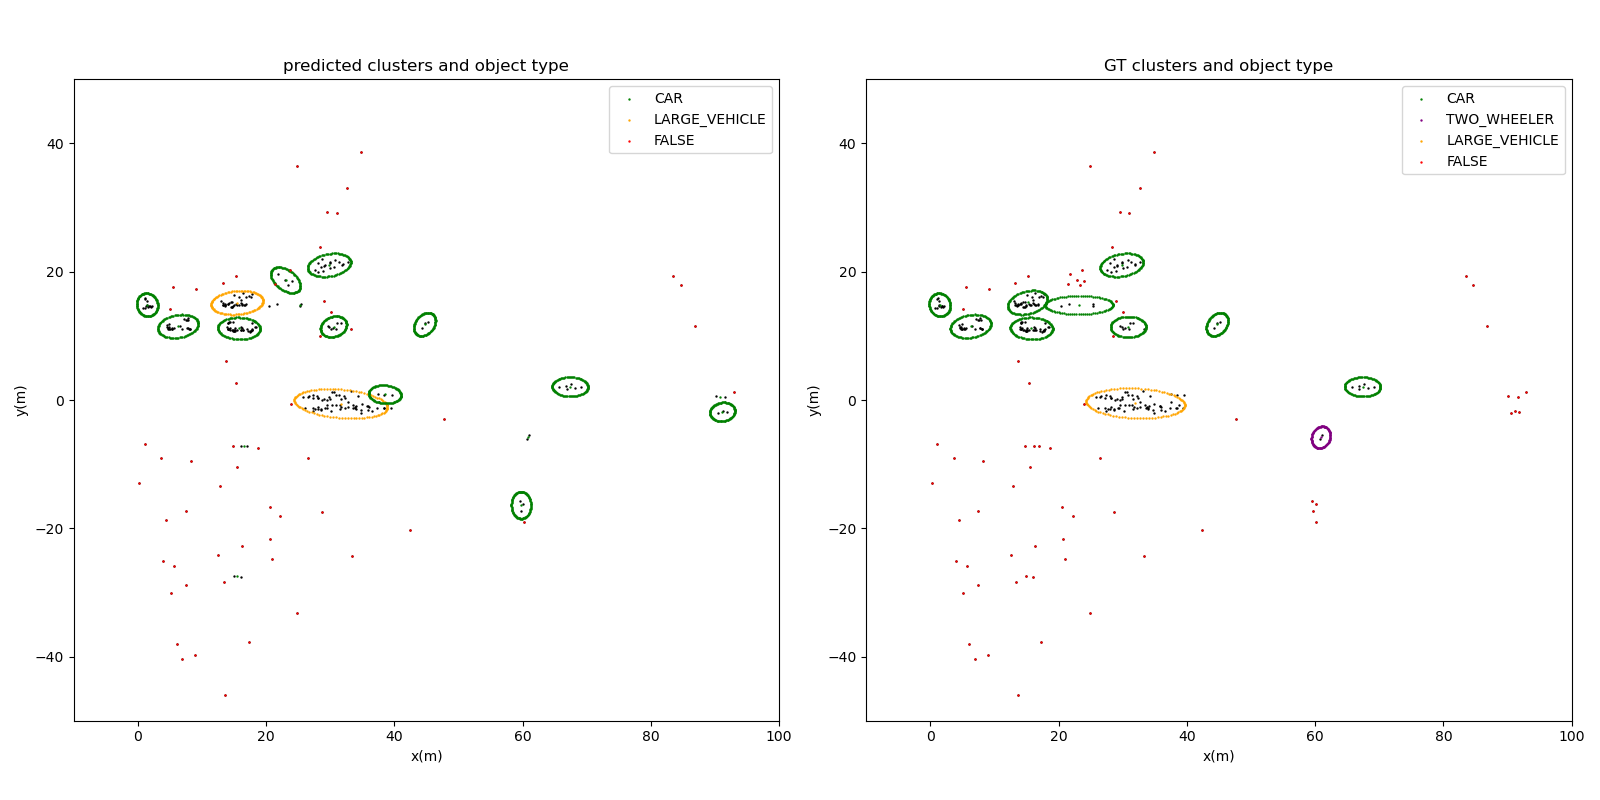 predicted clusters and object type
CAR
LARGE_VEHICLE
FALSE
40
20
0
−20
−40
y(m)
0
20
40
60
80
100
x(m)
GT clusters and object type
CAR
TWO_WHEELER
LARGE_VEHICLE
FALSE
40
20
0
−20
−40
y(m)
0
20
40
60
80
100
x(m)